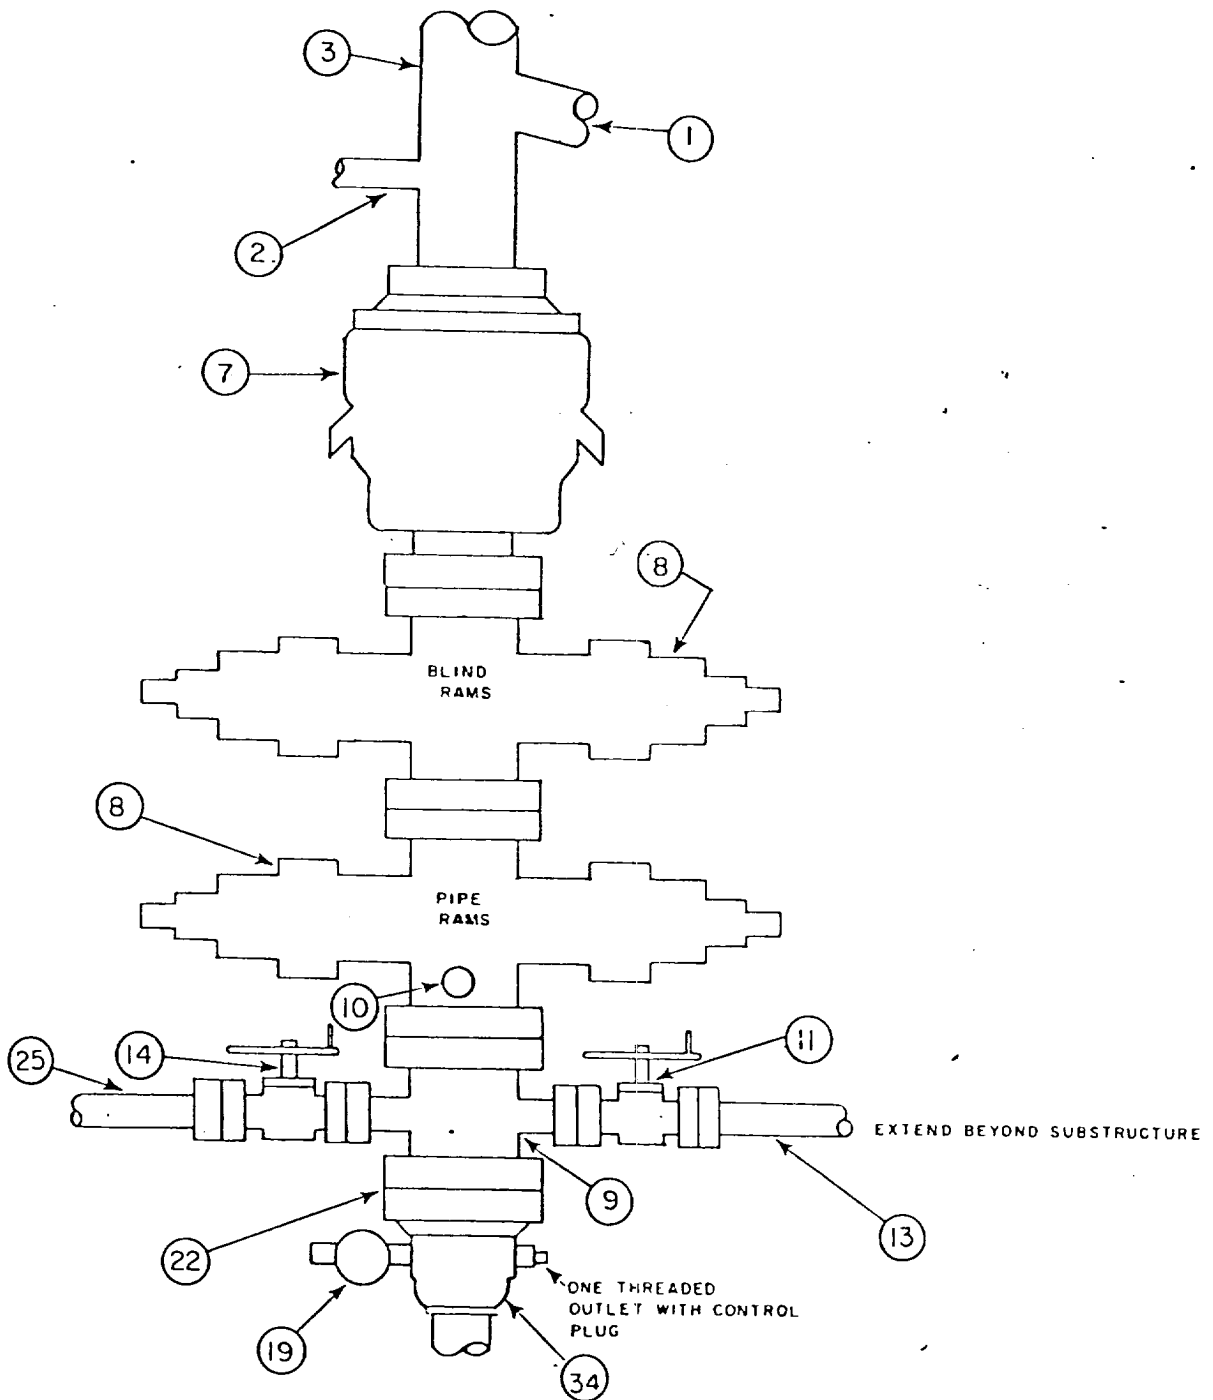 3
1
2.
7
8
BLIND
RAMS
8
PIPE
RAMS
10
14
11
25
EXTEND BEYOND SUBSTRUCTURE
9
13
22
ONE THREADED
OUTLET WITH CONTROL
PLUG
19
34